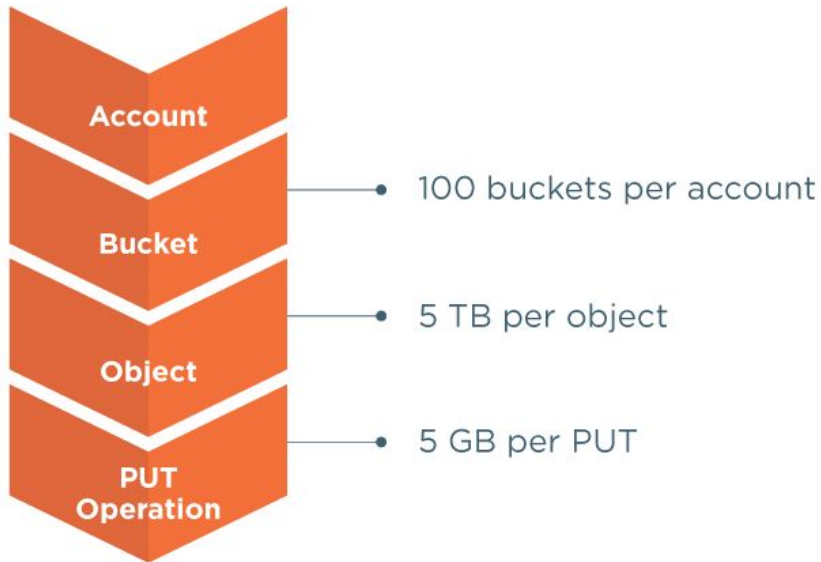 Account
100 buckets per account
Bucket
5 TB per object
Object
5 GB per PUT
PUT
Operation